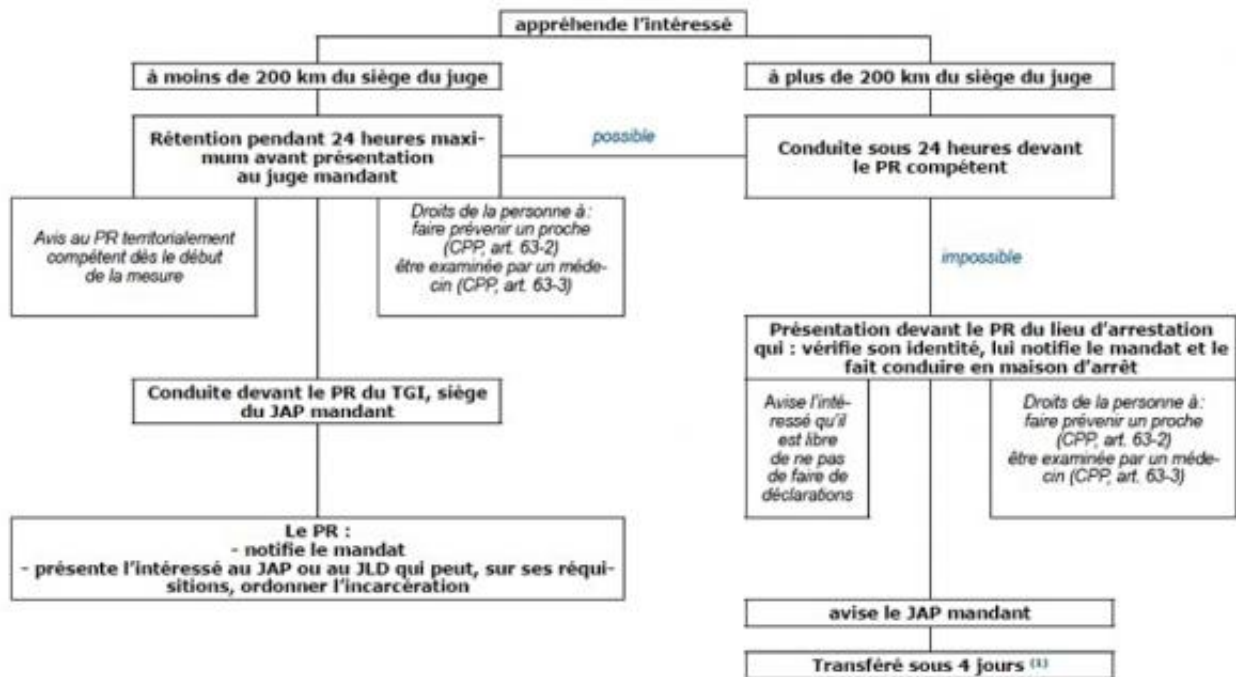 appréhende l'intéressé
à moins de 200 km du siège du juge
à plus de 200 km du siège du juge
Rétention pendant 24 heures maxi-
mum avant présentation
au juge mandant
possible
Conduite sous 24 heures devant
le PR compétent
Avis au PR territorialement
compétent dès le début
de la mesure
Droits de la personne à :
faire prévenir un proche
(CPP, art. 63-2)
être examinée par un méde-
cin (CPP, art. 63-3)
impossible
Présentation devant le PR du lieu d'arrestation
qui : vérifie son identité, lui notifie le mandat et le
fait conduire en maison d'arrêt
Conduite devant le PR du TGI, siège
du JAP mandant
Avise l'inté-
ressé qu'il
est libre
de ne pas
de faire de
déclarations
Droits de la personne à :
faire prévenir un proche
(CPP, art. 63-2)
être examinée par un méde-
cin (CPP, art. 63-3)
Le PR :
- notifie le mandat
- présente l'intéressé au JAP ou au JLD qui peut, sur ses réqui-
sitions, ordonner l'incarcération
avise le JAP mandant
Transféré sous 4 jours (1)